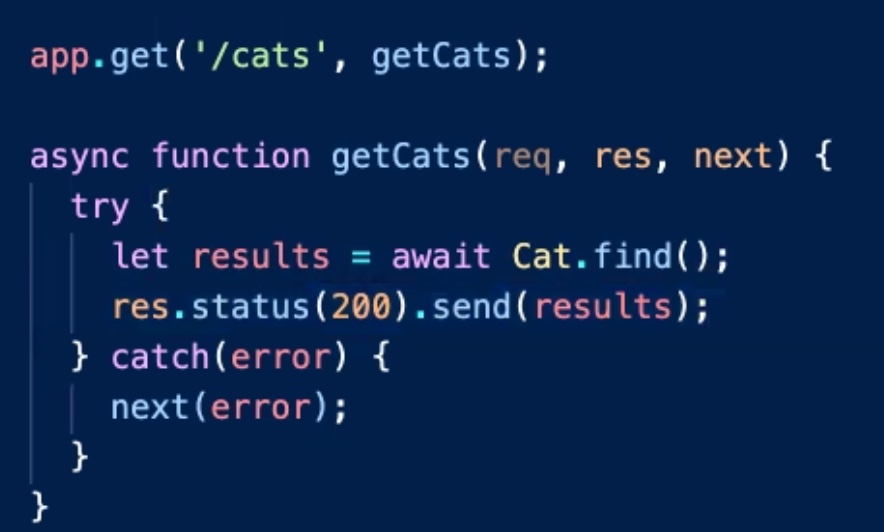 app.get('/cats', getCats);

async function getCats(req, res, next) {
  try {
    let results = await Cat.find();
    res.status(200).send(results);
  } catch(error) {
    next(error);
  }
}